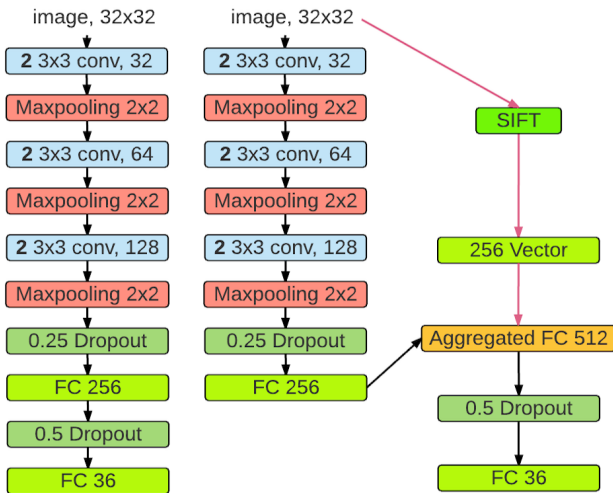 image, 32x32
2 3x3 conv, 32
Maxpooling 2x2
2 3x3 conv, 64
Maxpooling 2x2
2 3x3 conv, 128
Maxpooling 2x2
0.25 Dropout
FC 256
0.5 Dropout
FC 36
image, 32x32
2 3x3 conv, 32
Maxpooling 2x2
2 3x3 conv, 64
Maxpooling 2x2
2 3x3 conv, 128
Maxpooling 2x2
0.25 Dropout
FC 256
SIFT
256 Vector
Aggregated FC 512
0.5 Dropout
FC 36